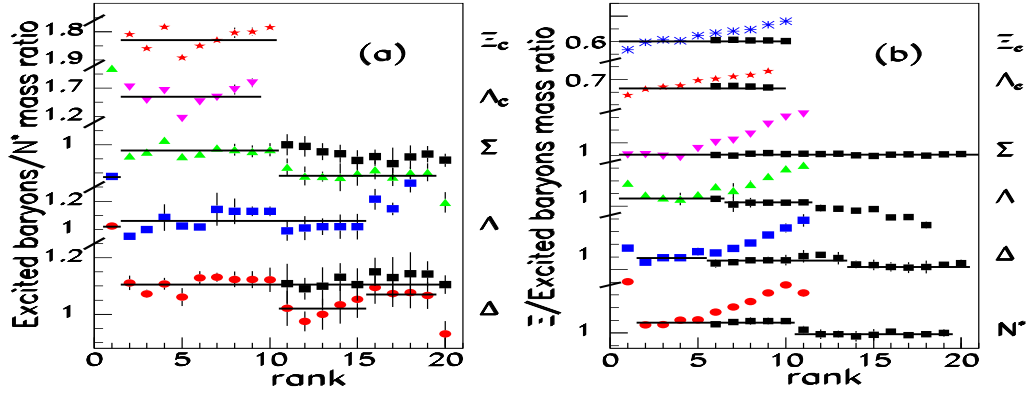 Excited baryons/N* mass ratio
1.8
1.9
1.7
1.2
1
1.2
1
1.2
1
(a)
Ξc
Λc
Σ
Λ
Δ
0 5 10 15 20
rank
Ξ/Excited baryons mass ratio
0.6
0.7
1
1
1
1
(b)
Ξc
Λc
Σ
Λ
Δ
N*
0 5 10 15 20
rank